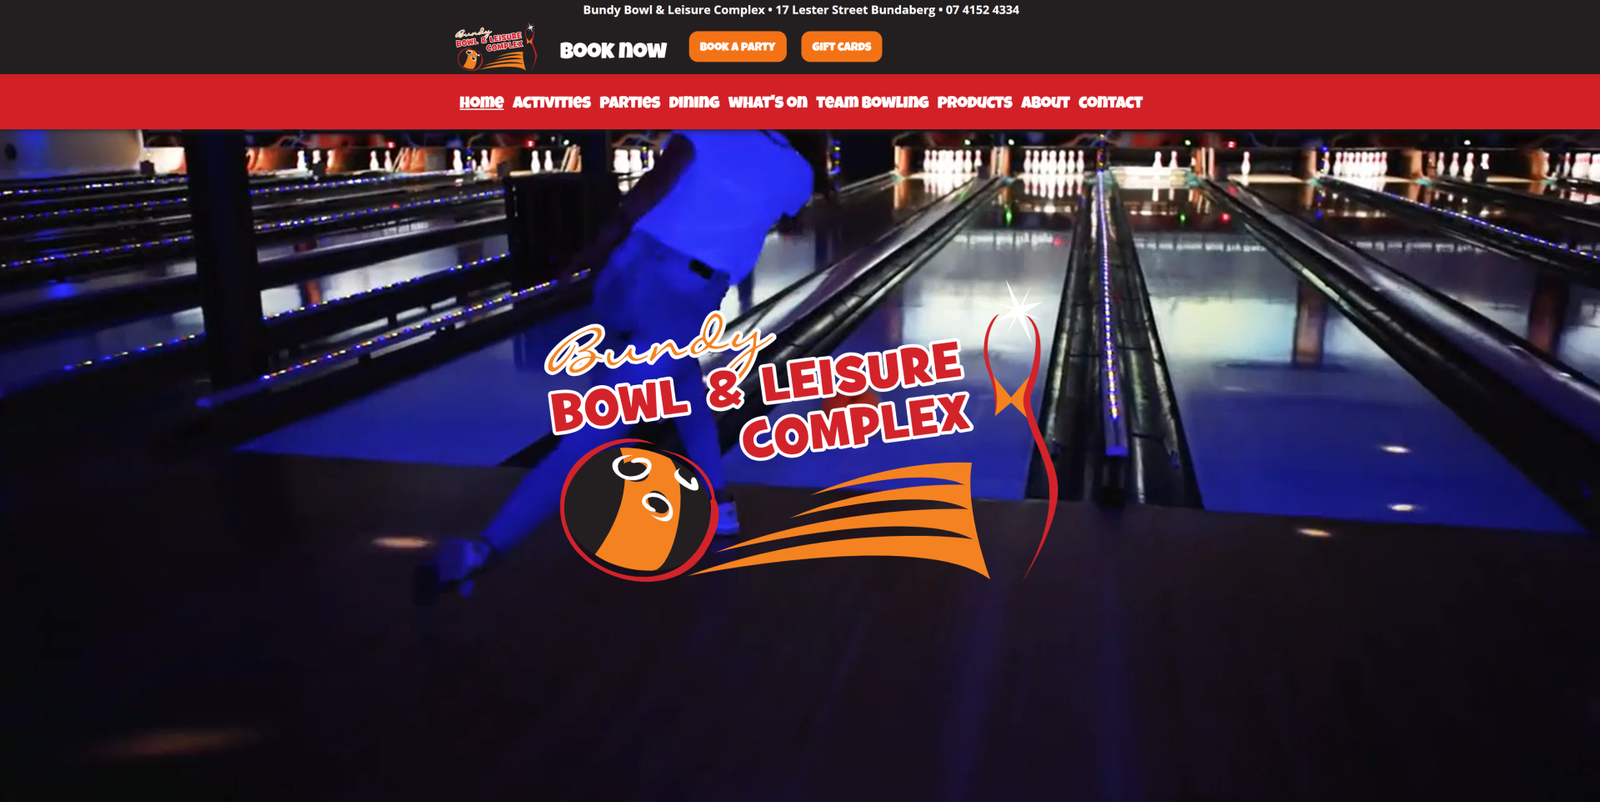 Bundy Bowl & Leisure Complex • 17 Lester Street Bundaberg • 07 4152 4334
Bundy
BOWL & LEISURE
COMPLEX
BOOK NOW
BOOK A PARTY
GIFT CARDS
HOME ACTIVITIES PARTIES DINING WHAT'S ON TEAM BOWLING PRODUCTS ABOUT CONTACT
Bundy
BOWL & LEISURE
COMPLEX